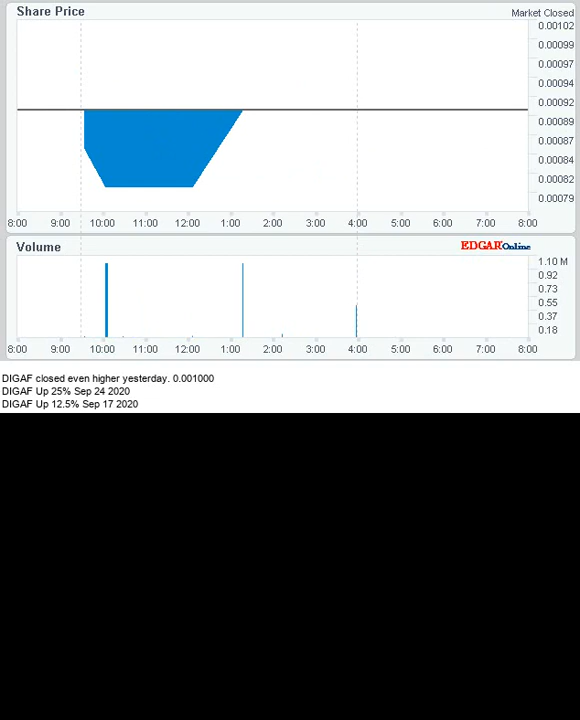 Share Price
Market Closed
0.00102
0.00099
0.00097
0.00094
0.00092
0.00089
0.00087
0.00084
0.00082
0.00079
8:00 9:00 10:00 11:00 12:00 1:00 2:00 3:00 4:00 5:00 6:00 7:00 8:00
Volume
EDGAR Online
1.10 M
0.92
0.73
0.55
0.37
0.18
8:00 9:00 10:00 11:00 12:00 1:00 2:00 3:00 4:00 5:00 6:00 7:00 8:00
DIGAF closed even higher yesterday. 0.001000
DIGAF Up 25% Sep 24 2020
DIGAF Up 12.5% Sep 17 2020